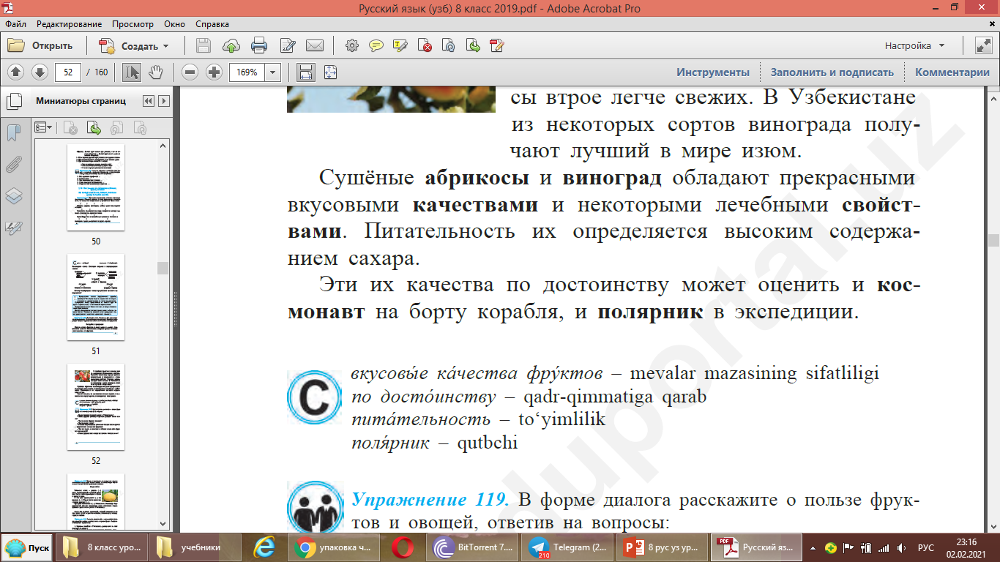 Русский язык (узб) 8 класс 2019.pdf - Adobe Acrobat Pro
Файл Редактирование Просмотр Окно Справка
Открыть Создать Настройка
52 / 160 169% Инструменты Заполнить и подписать Комментарии
Миниатюры страниц
50
51
52
сы втрое легче свежих. В Узбекистане
из некоторых сортов винограда полу-
чают лучший в мире изюм.
Сушёные абрикосы и виноград обладают прекрасными
вкусовыми качествами и некоторыми лечебными свойст-
вами. Питательность их определяется высоким содержа-
нием сахара.
Эти их качества по достоинству может оценить и кос-
монавт на борту корабля, и полярник в экспедиции.
С
вкусовы́е ка́чества фру́ктов – mevalar mazasining sifatliligi
по досто́инству – qadr-qimmatiga qarab
пита́тельность – to‘yimlilik
поля́рник – qutbchi
Упражнение 119. В форме диалога расскажите о пользе фрук-
тов и овощей, ответив на вопросы:
duportal.uz
Пуск 8 класс уро... учебники упаковка ч... BitTorrent 7.... Telegram (2... 8 рус уз ур... Русский яз... РУС 23:16
210 02.02.2021